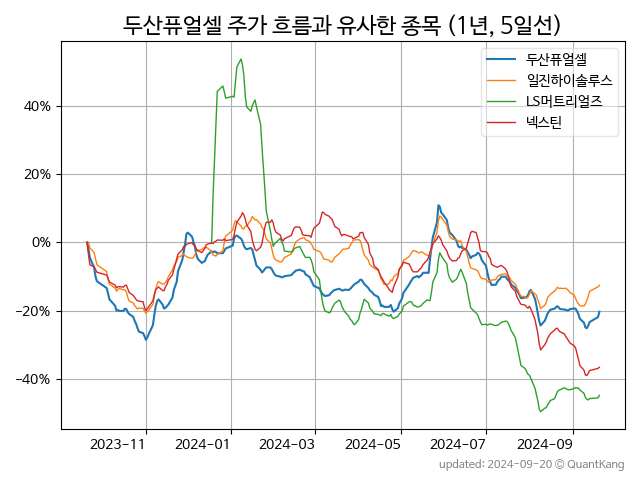 두산퓨얼셀 주가 흐름과 유사한 종목 (1년, 5일선)
두산퓨얼셀
일진하이솔루스
LS머트리얼즈
넥스틴
40%
20%
0%
−20%
−40%
2023-11
2024-01
2024-03
2024-05
2024-07
2024-09
updated: 2024-09-20 © QuantKang